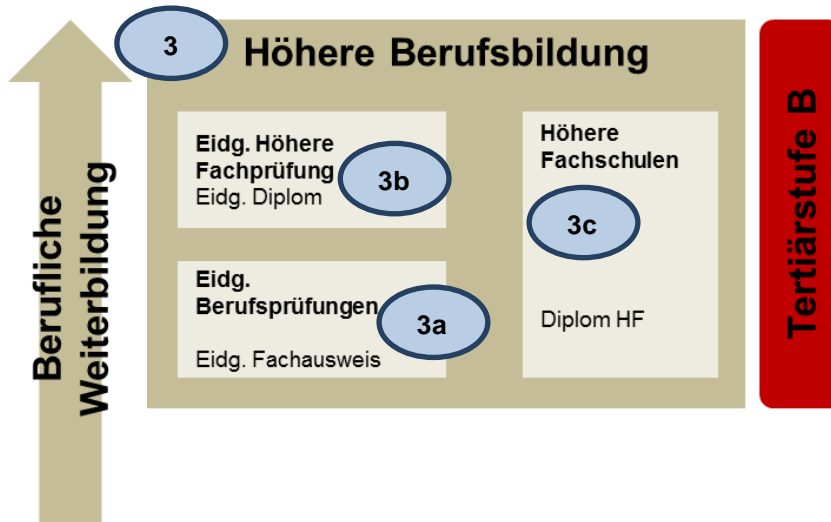 3
Höhere Berufsbildung
Eidg. Höhere
Fachprüfung
Eidg. Diplom
3b
Höhere
Fachschulen
3c
Diplom HF
Eidg.
Berufsprüfungen
3a
Eidg. Fachausweis
Berufliche
Weiterbildung
Tertiärstufe B